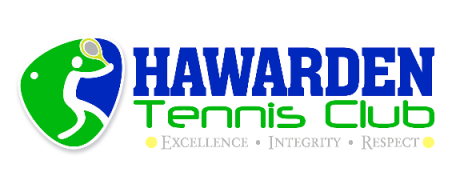 HAWARDEN
Tennis Club
Excellence • Integrity • Respect